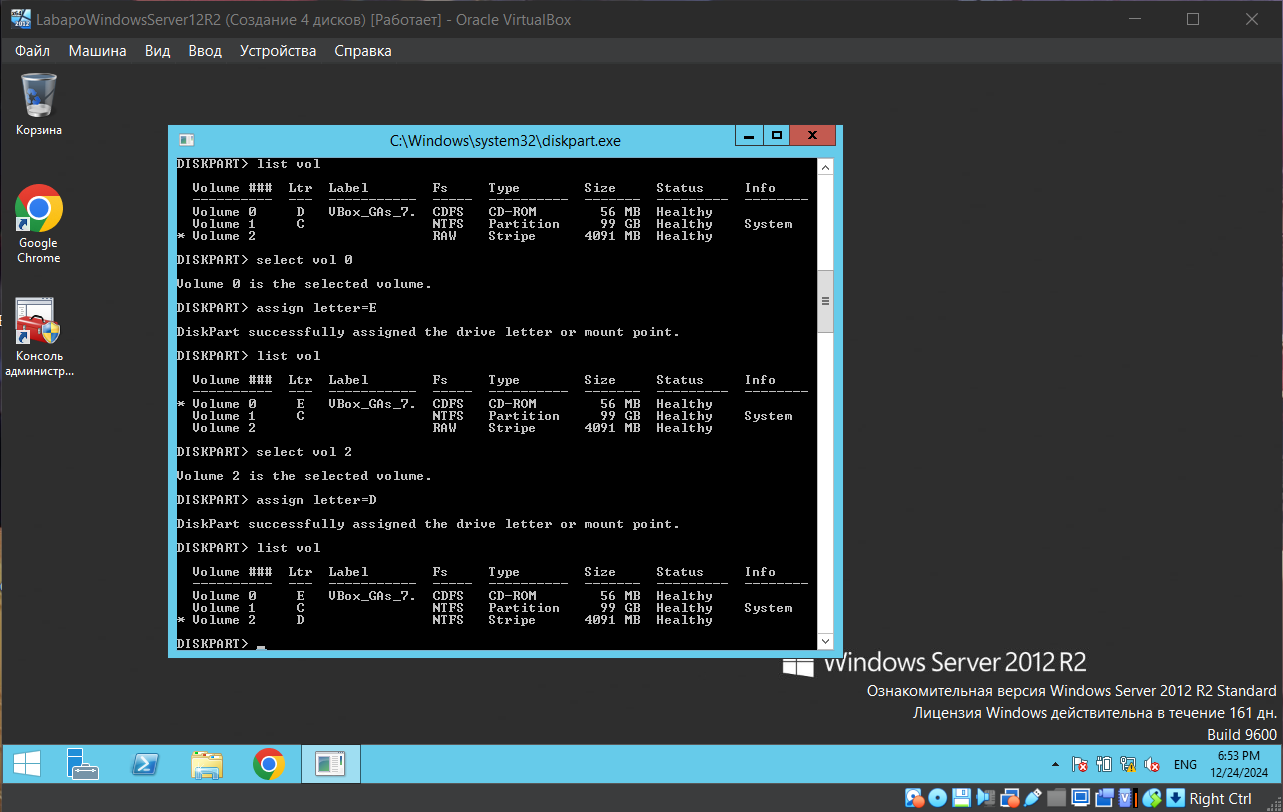 LabapoWindowsServer12R2 (Создание 4 дисков) [Работает] - Oracle VirtualBox
Файл Машина Вид Ввод Устройства Справка
Корзина
Google
Chrome
Консоль
администр...
C:\Windows\system32\diskpart.exe
DISKPART> list vol
Volume ### Ltr Label Fs Type Size Status Info
---------- --- ----------- ----- ---------- ------- --------- --------
Volume 0 D VBox_GAs_7. CDFS CD-ROM 56 MB Healthy
Volume 1 C NTFS Partition 99 GB Healthy System
* Volume 2 RAW Stripe 4091 MB Healthy
DISKPART> select vol 0
Volume 0 is the selected volume.
DISKPART> assign letter=E
DiskPart successfully assigned the drive letter or mount point.
DISKPART> list vol
Volume ### Ltr Label Fs Type Size Status Info
---------- --- ----------- ----- ---------- ------- --------- --------
* Volume 0 E VBox_GAs_7. CDFS CD-ROM 56 MB Healthy
Volume 1 C NTFS Partition 99 GB Healthy System
Volume 2 RAW Stripe 4091 MB Healthy
DISKPART> select vol 2
Volume 2 is the selected volume.
DISKPART> assign letter=D
DiskPart successfully assigned the drive letter or mount point.
DISKPART> list vol
Volume ### Ltr Label Fs Type Size Status Info
---------- --- ----------- ----- ---------- ------- --------- --------
Volume 0 E VBox_GAs_7. CDFS CD-ROM 56 MB Healthy
Volume 1 C NTFS Partition 99 GB Healthy System
* Volume 2 D NTFS Stripe 4091 MB Healthy
DISKPART> _
Windows Server 2012 R2
Ознакомительная версия Windows Server 2012 R2 Standard
Лицензия Windows действительна в течение 161 дн.
Build 9600
ENG
6:53 PM
12/24/2024
Right Ctrl